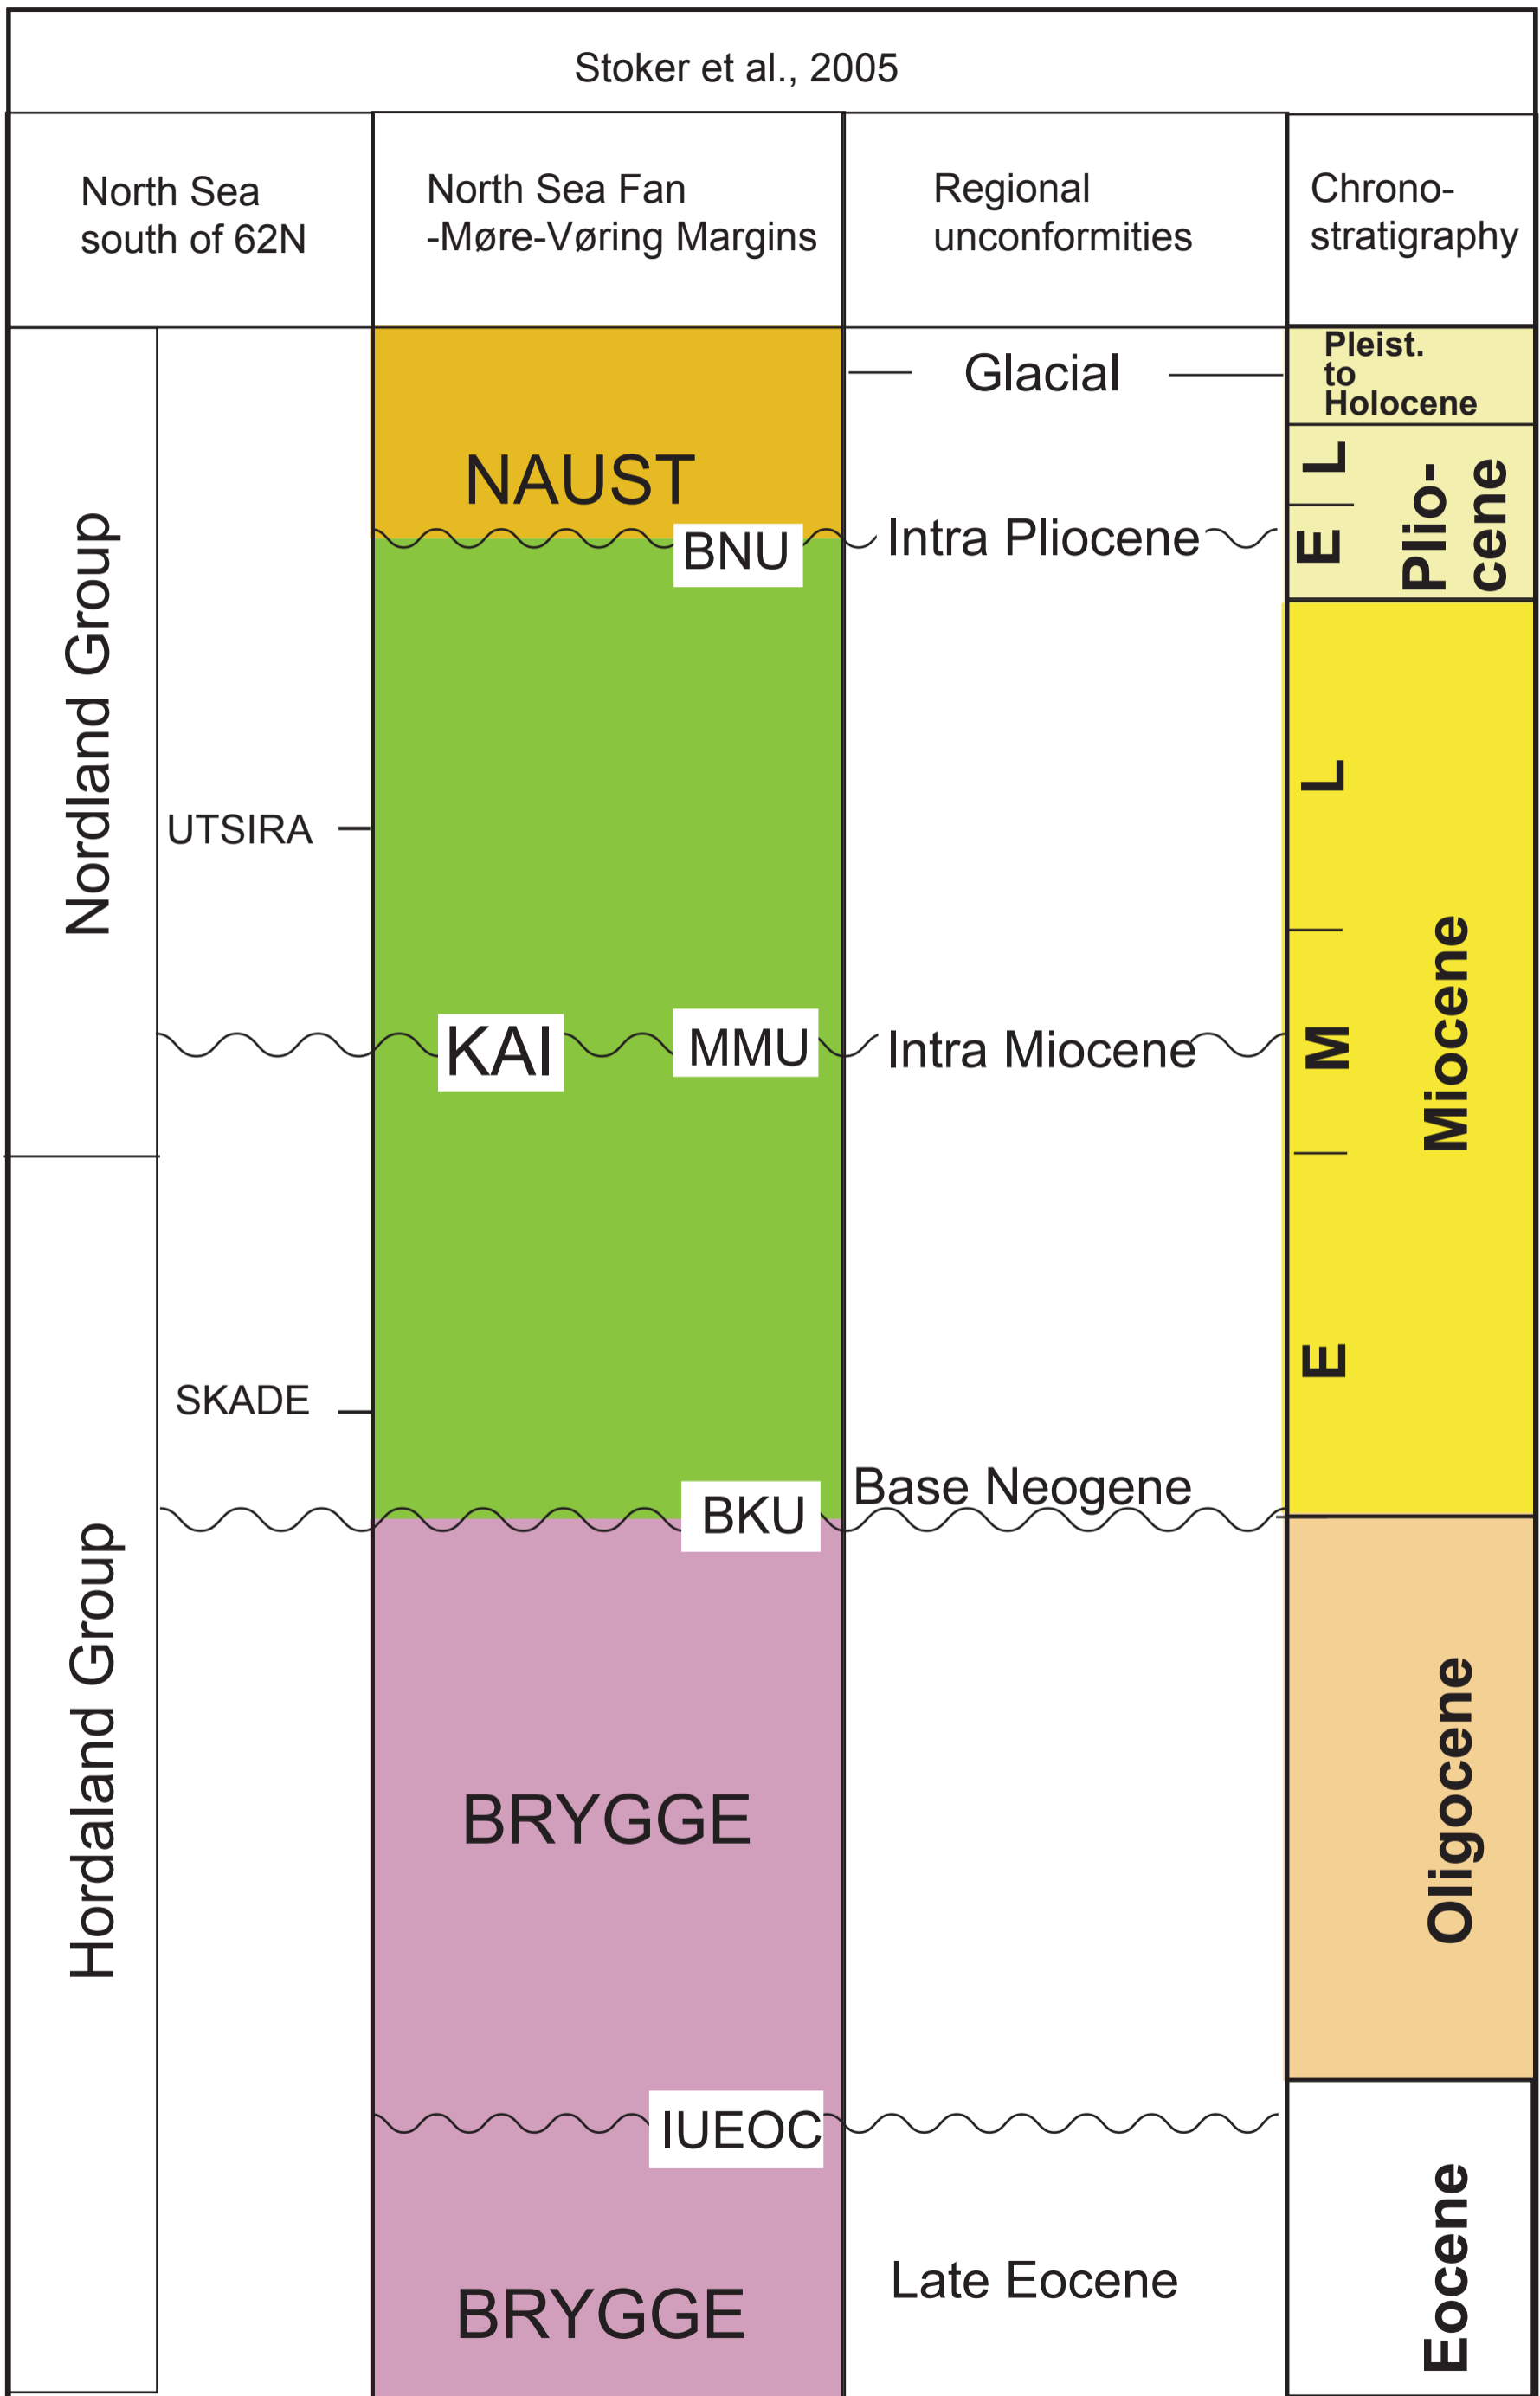 Stoker et al., 2005
North Sea
south of 62N
North Sea Fan
-Møre-Vøring Margins
Regional
unconformities
Chrono-
stratigraphy
Nordland Group
Hordaland Group
UTSIRA
SKADE
NAUST
BNU
KAI
MMU
BKU
BRYGGE
IUEOC
BRYGGE
Glacial
Intra Pliocene
Intra Miocene
Base Neogene
Late Eocene
Pleist.
to
Holocene
L
E
Plio-
cene
L
M
E
Miocene
Oligocene
Eocene